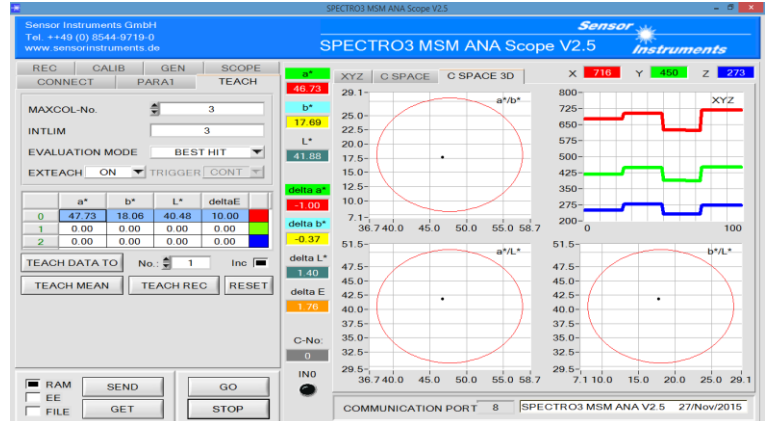 SPECTRO3 MSM ANA Scope V2.5
Sensor Instruments GmbH
Tel. ++49 (0) 8544-9719-0
www.sensorinstruments.de
SPECTRO3 MSM ANA Scope V2.5
Sensor
Instruments
REC CALIB GEN SCOPE
CONNECT PARA1 TEACH
MAXCOL-No. 3
INTLIM 3
EVALUATION MODE BEST HIT
EXTEACH ON TRIGGER CONT
a* b* L* deltaE
0 47.73 18.06 40.48 10.00
1 0.00 0.00 0.00 0.00
2 0.00 0.00 0.00 0.00
TEACH DATA TO No.: 1 Inc
TEACH MEAN TEACH REC RESET
RAM
EE
FILE
SEND GO
GET STOP
a*
46.73
b*
17.69
L*
41.88
delta a*
-1.00
delta b*
-0.37
delta L*
1.40
delta E
1.76
C-No:
0
IN0
XYZ C SPACE C SPACE 3D
X 716 Y 450 Z 273
a*/b*
29.1
25.0
22.5
20.0
17.5
15.0
12.5
10.0
7.1
36.7 40.0 45.0 50.0 55.0 58.7
XYZ
800
725
650
575
500
425
350
275
200
0 100
a*/L*
51.5
47.5
45.0
42.5
40.0
37.5
35.0
32.5
29.5
36.7 40.0 45.0 50.0 55.0 58.7
b*/L*
51.5
47.5
45.0
42.5
40.0
37.5
35.0
32.5
29.5
7.1 10.0 15.0 20.0 25.0 29.1
COMMUNICATION PORT 8 SPECTRO3 MSM ANA V2.5 27/Nov/2015